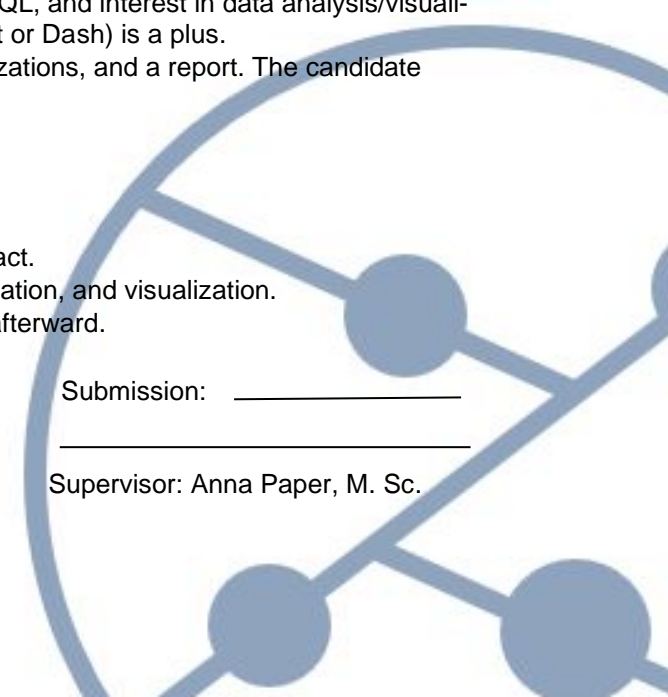 QL, and interest in data analysis/visuali-
t or Dash) is a plus.
zations, and a report. The candidate
act.
ation, and visualization.
afterward.
Submission:
Supervisor: Anna Paper, M. Sc.